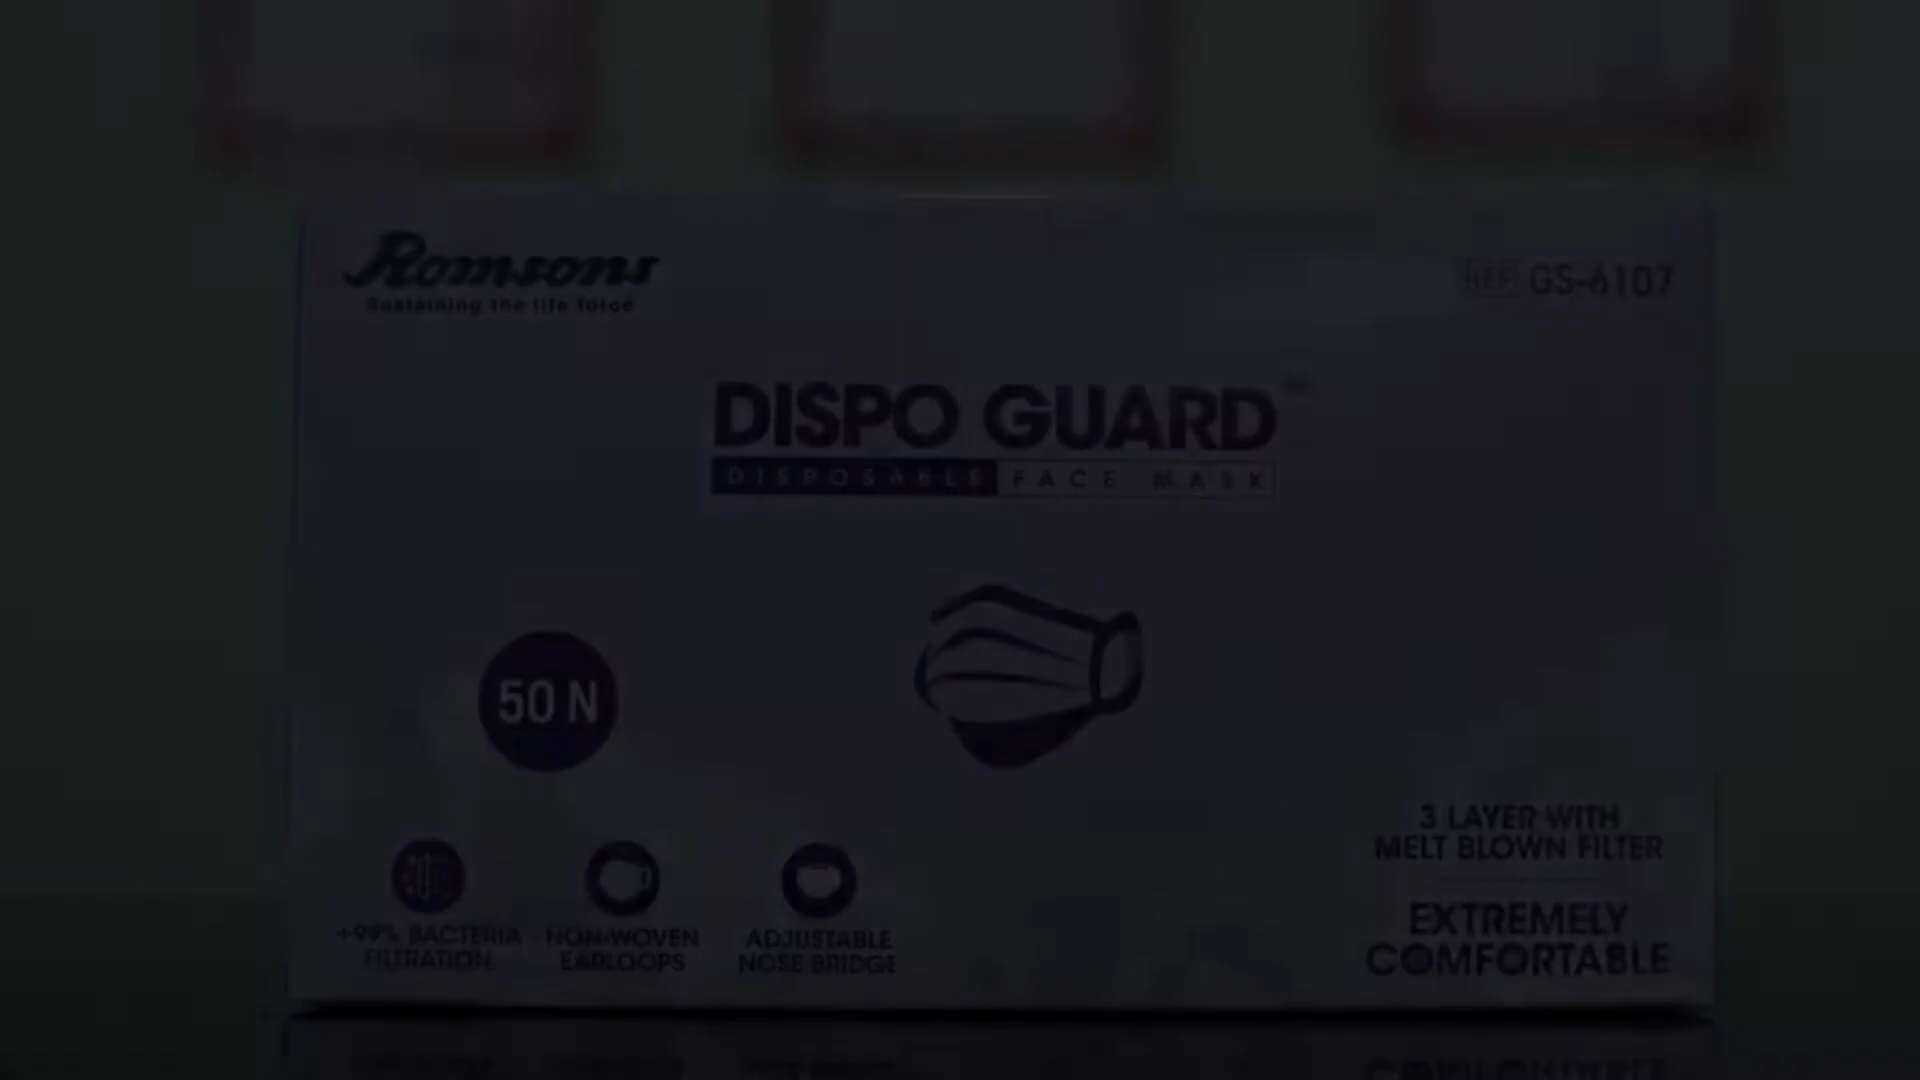 Romsons
Sustaining the life force
REF GS-6107
DISPO GUARD
DISPOSABLE FACE MASK
50 N
+99% BACTERIA
FILTRATION
NON-WOVEN
EARLOOPS
ADJUSTABLE
NOSE BRIDGE
3 LAYER WITH
MELT BLOWN FILTER
EXTREMELY
COMFORTABLE